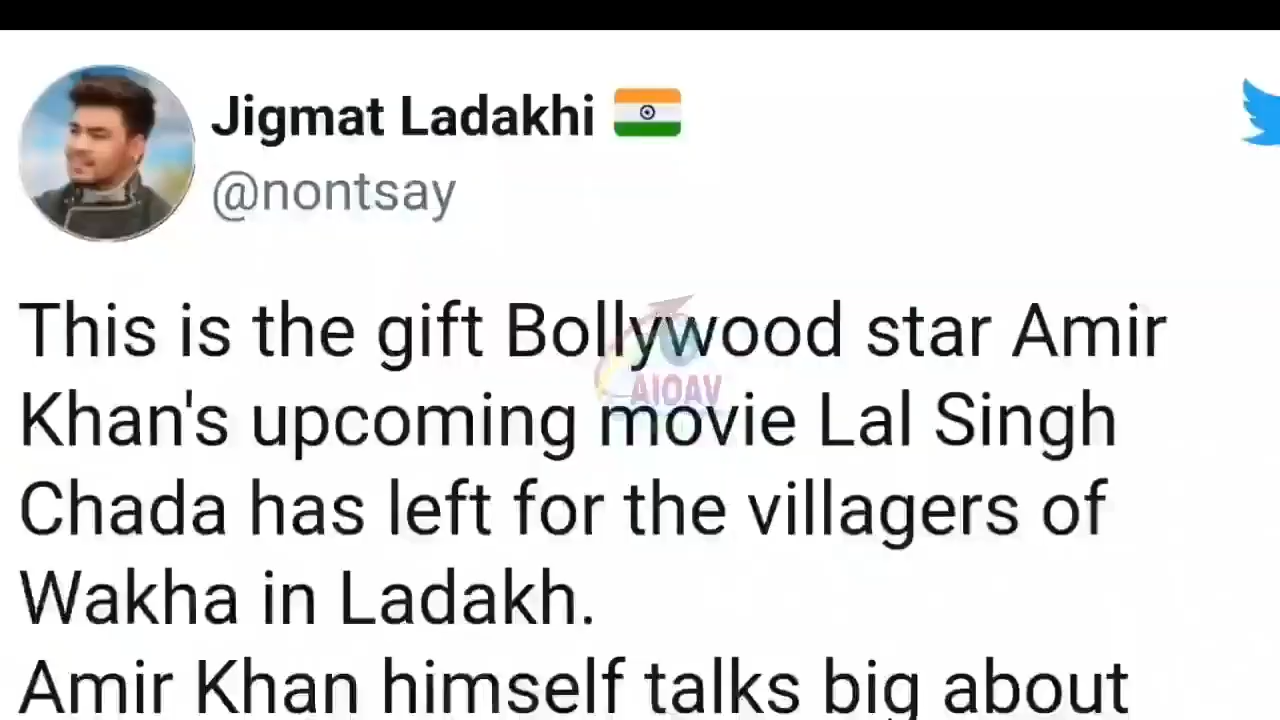 Jigmat Ladakhi
@nontsay
This is the gift Bollywood star Amir
Khan's upcoming movie Lal Singh
Chada has left for the villagers of
Wakha in Ladakh.
Amir Khan himself talks big about
AIOAV